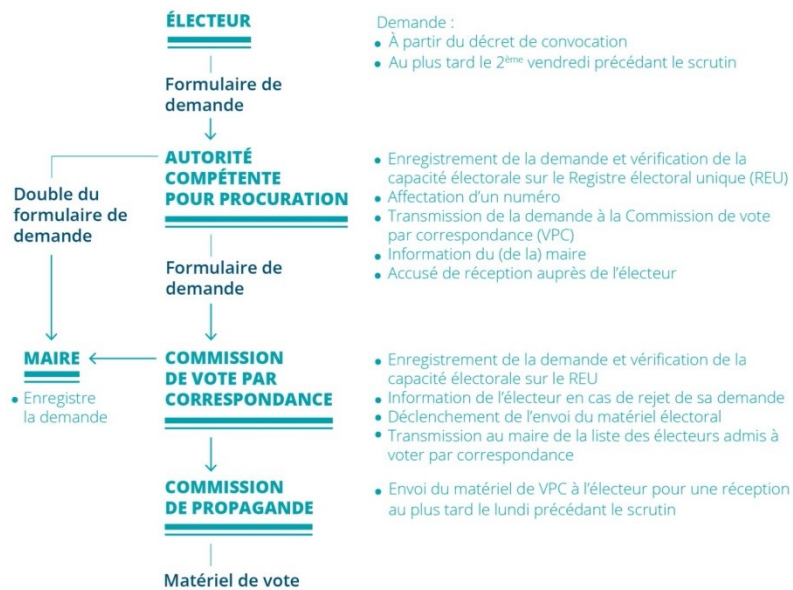 ÉLECTEUR
Demande :
• À partir du décret de convocation
• Au plus tard le 2ème vendredi précédant le scrutin
Formulaire de
demande
AUTORITÉ
COMPÉTENTE
POUR PROCURATION
• Enregistrement de la demande et vérification de la
capacité électorale sur le Registre électoral unique (REU)
• Affectation d'un numéro
• Transmission de la demande à la Commission de vote
par correspondance (VPC)
• Information du (de la) maire
• Accusé de réception auprès de l'électeur
Double du
formulaire de
demande
Formulaire de
demande
MAIRE
• Enregistre
la demande
COMMISSION
DE VOTE PAR
CORRESPONDANCE
• Enregistrement de la demande et vérification de la
capacité électorale sur le REU
• Information de l'électeur en cas de rejet de sa demande
• Déclenchement de l'envoi du matériel électoral
• Transmission au maire de la liste des électeurs admis à
voter par correspondance
COMMISSION
DE PROPAGANDE
• Envoi du matériel de VPC à l'électeur pour une réception
au plus tard le lundi précédant le scrutin
Matériel de vote